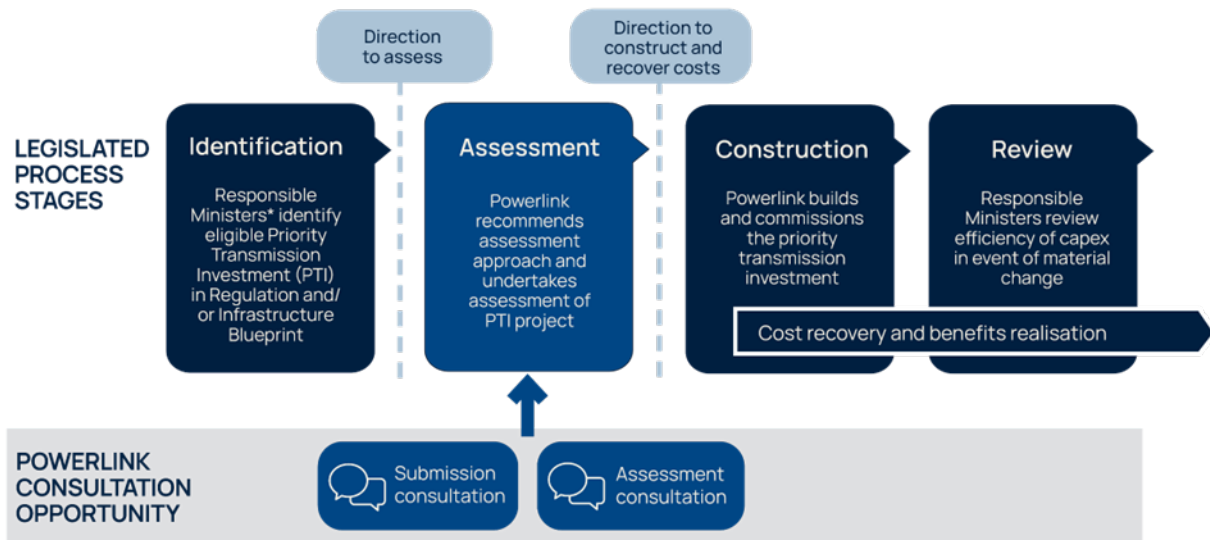 Direction
to assess
Direction to
construct and
recover costs
LEGISLATED
PROCESS
STAGES
Identification
Responsible
Ministers* identify
eligible Priority
Transmission
Investment (PTI)
in Regulation and/
or Infrastructure
Blueprint
Assessment
Powerlink
recommends
assessment
approach and
undertakes
assessment of
PTI project
Construction
Powerlink builds
and commissions
the priority
transmission
investment
Review
Responsible
Ministers review
efficiency of capex
in event of material
change
Cost recovery and benefits realisation
POWERLINK
CONSULTATION
OPPORTUNITY
Submission
consultation
Assessment
consultation